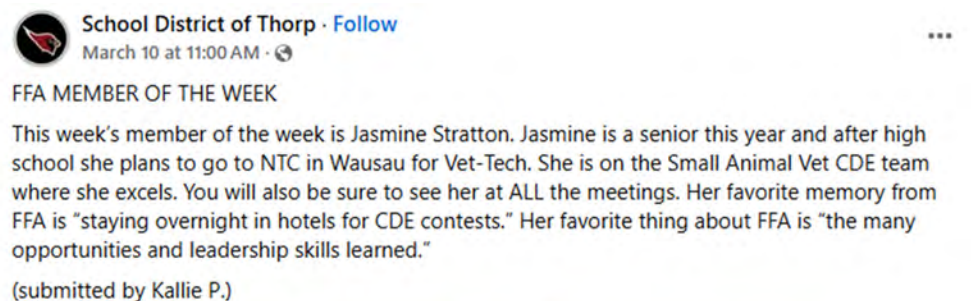 School District of Thorp · Follow
March 10 at 11:00 AM ·
FFA MEMBER OF THE WEEK
This week's member of the week is Jasmine Stratton. Jasmine is a senior this year and after high
school she plans to go to NTC in Wausau for Vet-Tech. She is on the Small Animal Vet CDE team
where she excels. You will also be sure to see her at ALL the meetings. Her favorite memory from
FFA is “staying overnight in hotels for CDE contests.” Her favorite thing about FFA is “the many
opportunities and leadership skills learned.”
(submitted by Kallie P.)